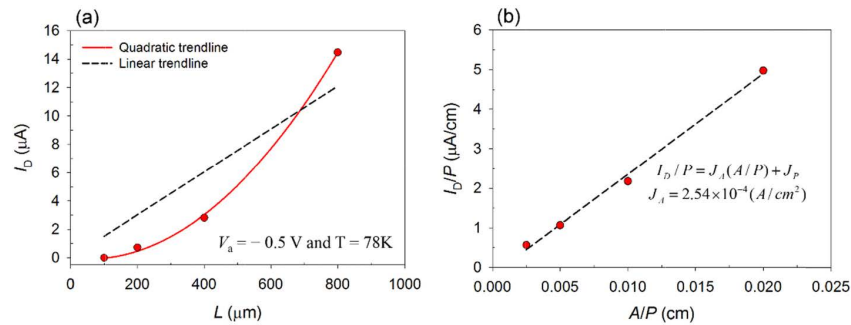 (a)
16
14
12
10
8
6
4
2
0
I_D (μA)
Quadratic trendline
Linear trendline
V_a = − 0.5 V and T = 78K
0 200 400 600 800 1000
L (μm)
(b)
6
5
4
3
2
1
0
I_D/P (μA/cm)
I_D / P = J_A(A/P) + J_P
J_A = 2.54×10⁻⁴(A/cm²)
0.000 0.005 0.010 0.015 0.020 0.025
A/P (cm)